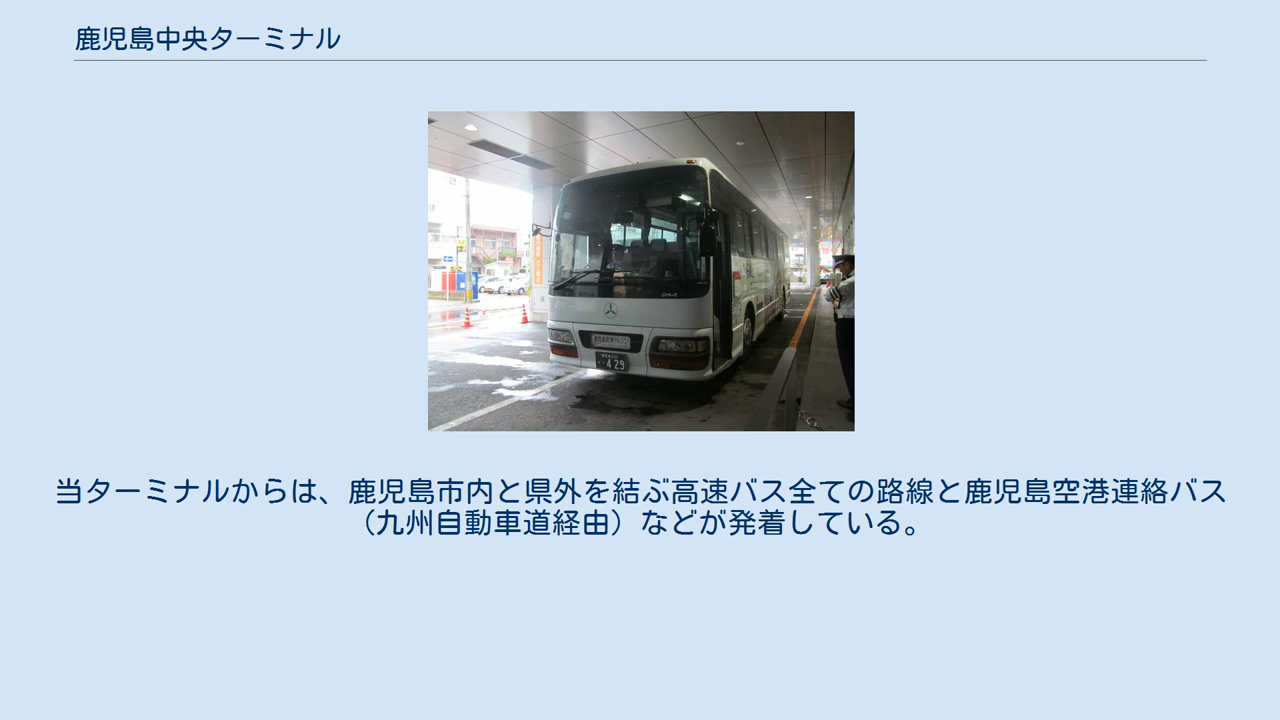 鹿児島中央ターミナル
429
当ターミナルからは、鹿児島市内と県外を結ぶ高速バス全ての路線と鹿児島空港連絡バス
（九州自動車道経由）などが発着している。